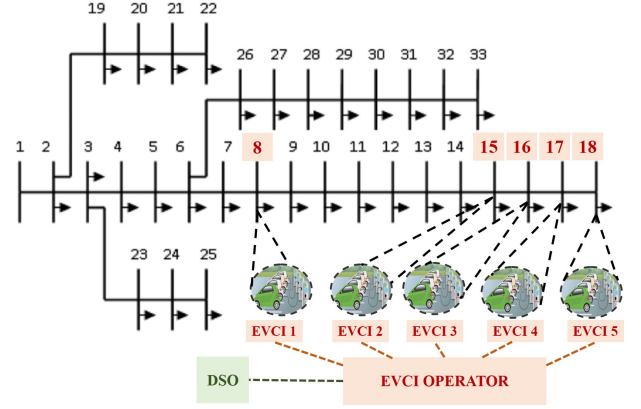 19 20 21 22
26 27 28 29 30 31 32 33
1 2 3 4 5 6 7 8 9 10 11 12 13 14 15 16 17 18
23 24 25
EVCI 1 EVCI 2 EVCI 3 EVCI 4 EVCI 5
DSO EVCI OPERATOR